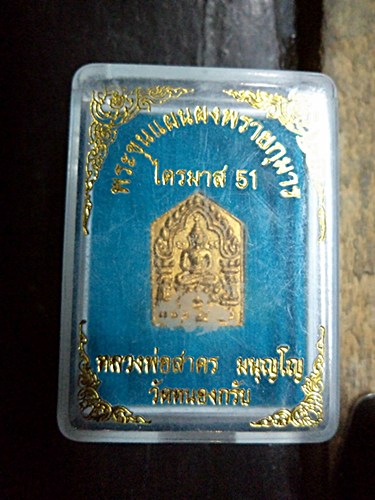 พระขุนแผนผงพรายกุมาร
ไตรมาส 51
หลวงพ่อสาคร มนุญโญ
วัดหนองกรับ